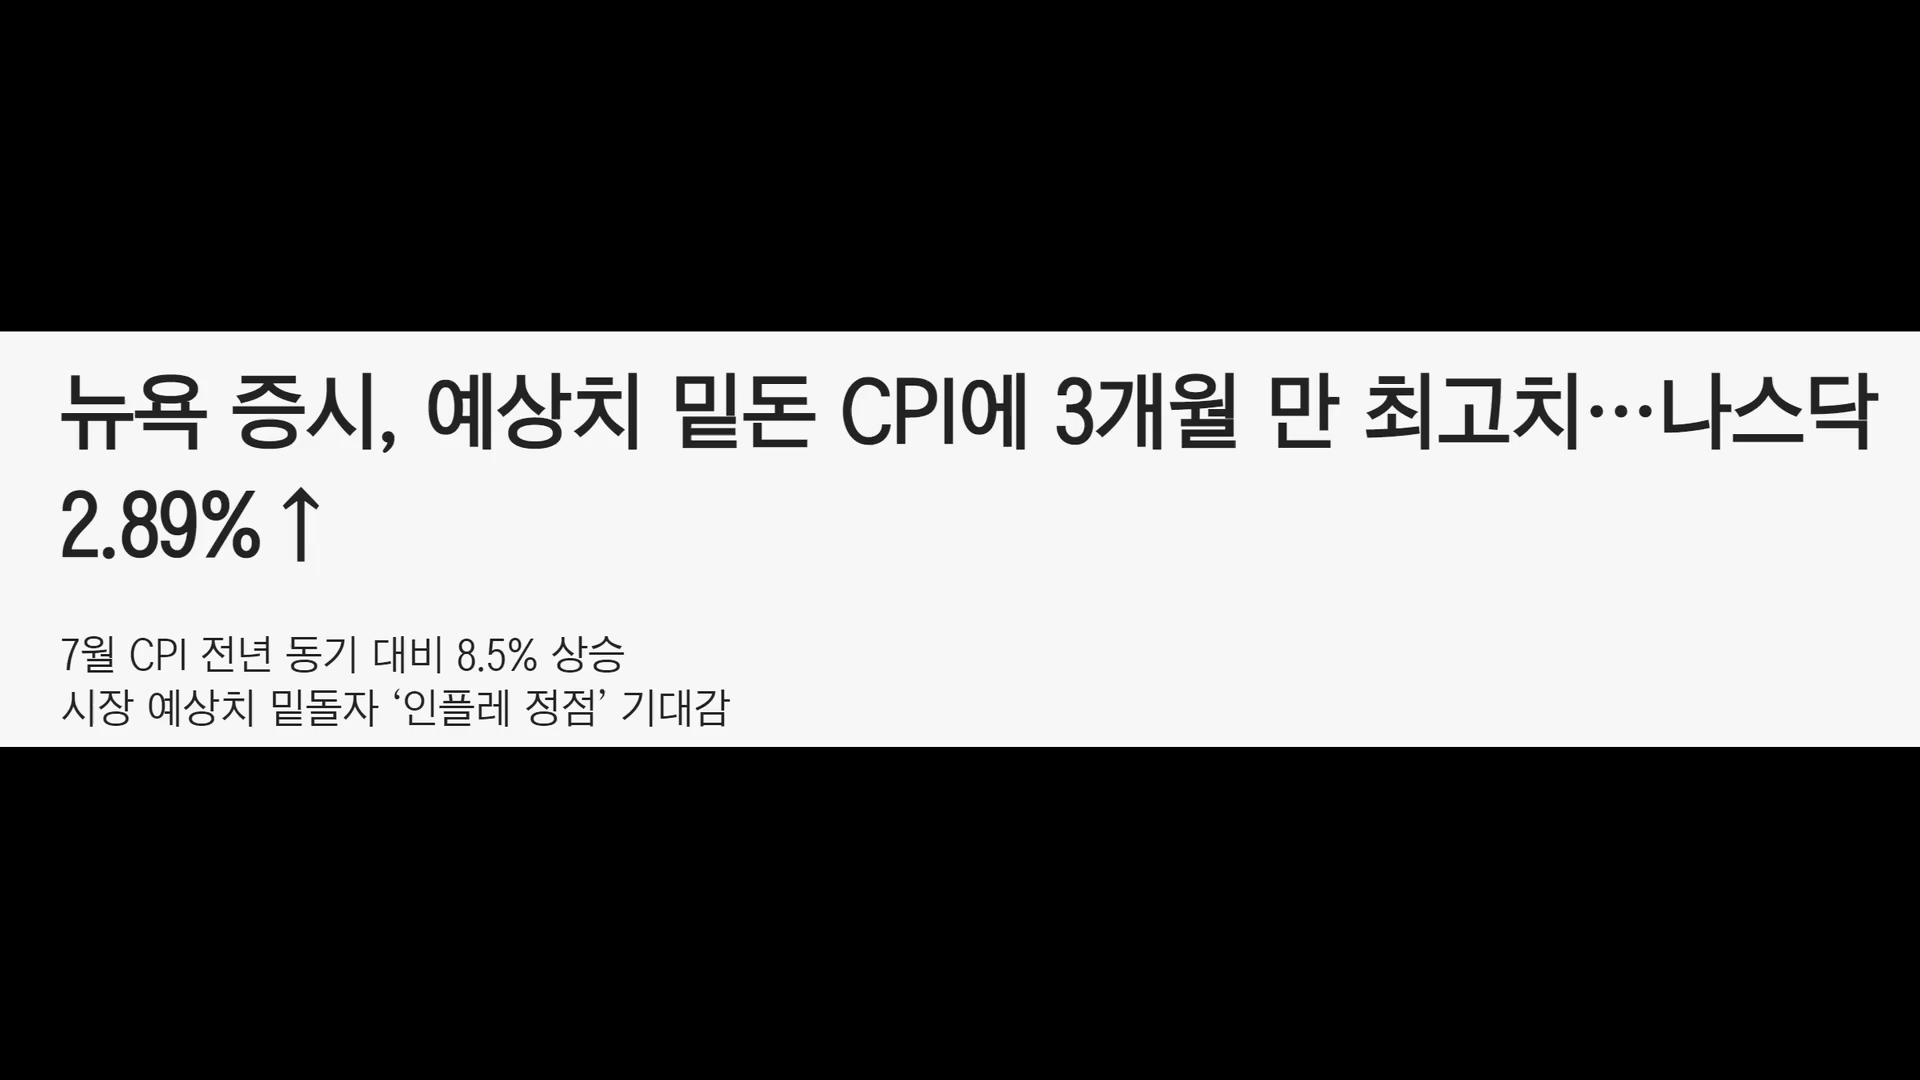 뉴욕 증시, 예상치 밑돈 CPI에 3개월 만 최고치…나스닥
2.89%↑
7월 CPI 전년 동기 대비 8.5% 상승
시장 예상치 밑돌자 ‘인플레 정점’ 기대감